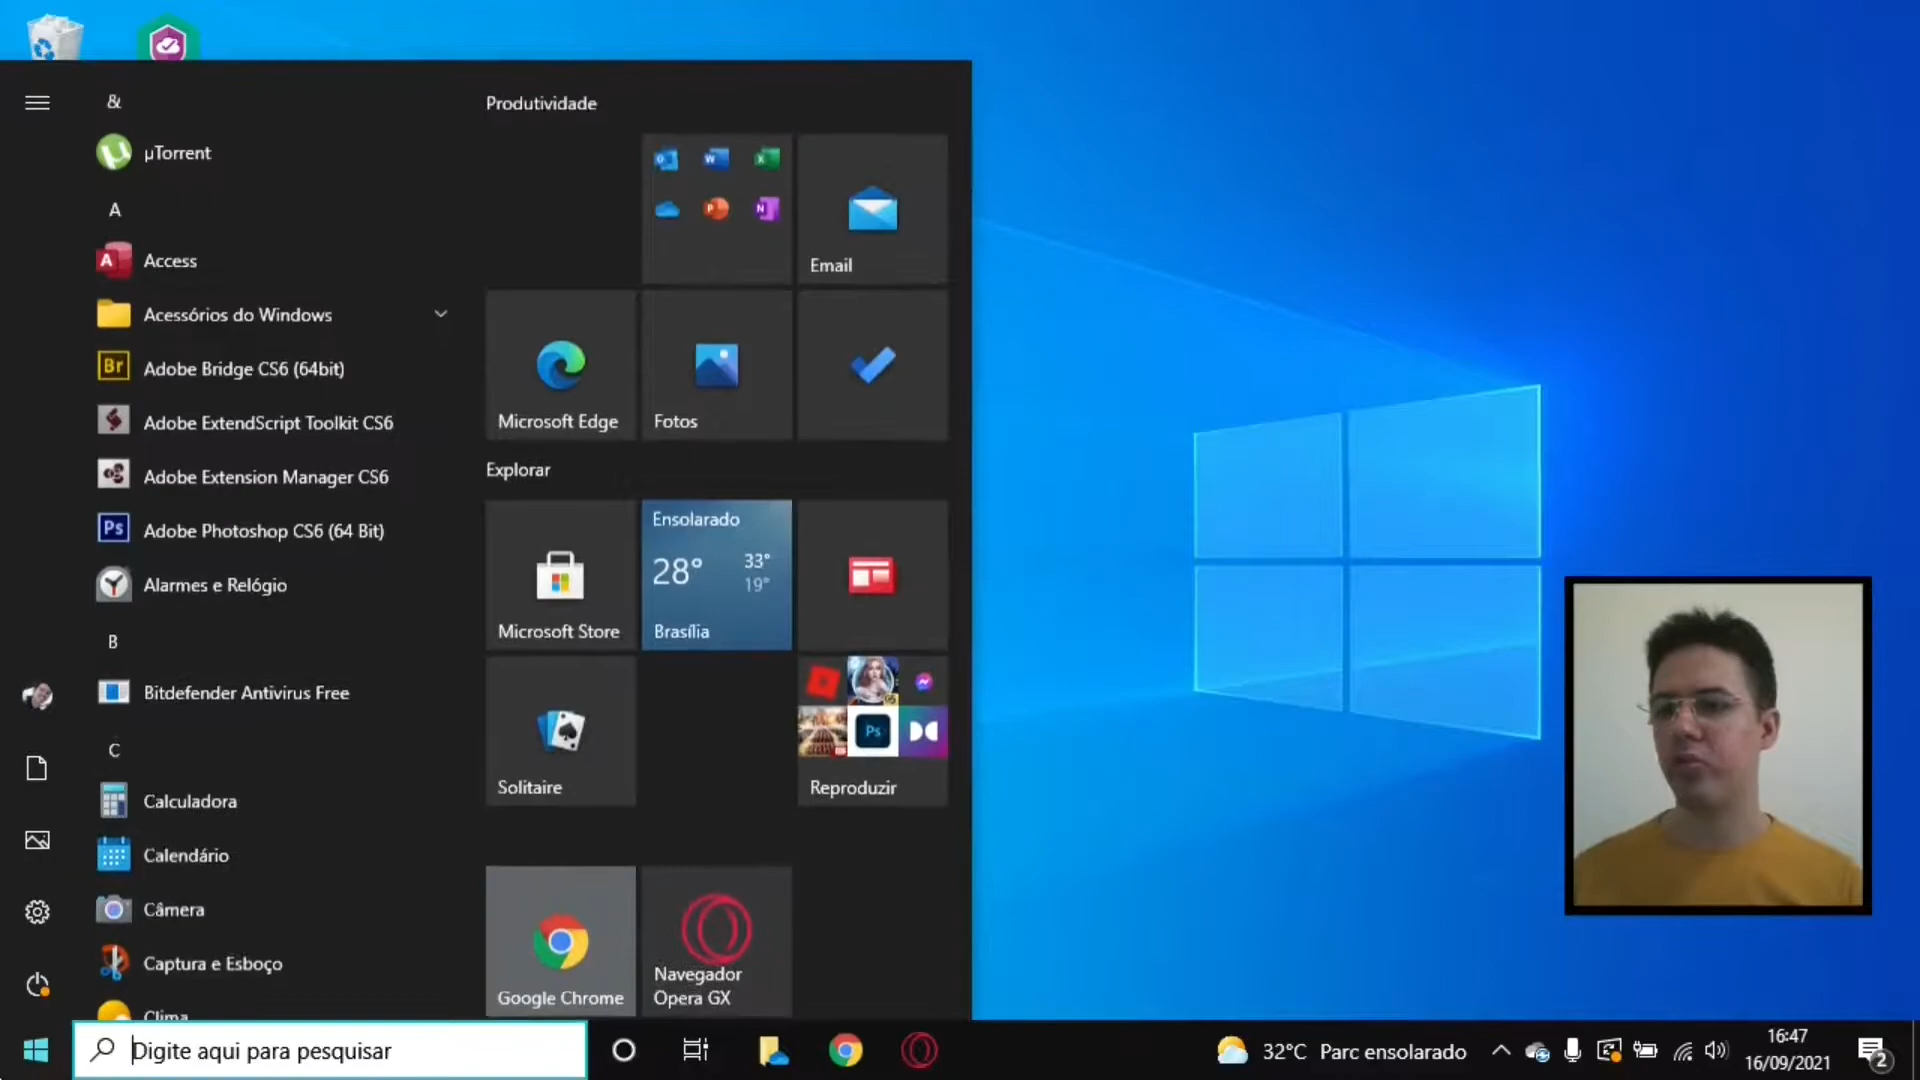 &
µTorrent
A
Access
Acessórios do Windows
Adobe Bridge CS6 (64bit)
Adobe ExtendScript Toolkit CS6
Adobe Extension Manager CS6
Adobe Photoshop CS6 (64 Bit)
Alarmes e Relógio
B
Bitdefender Antivirus Free
C
Calculadora
Calendário
Câmera
Captura e Esboço
Clima
Produtividade
Email
Microsoft Edge
Fotos
Explorar
Microsoft Store
Ensolarado
28°
33°
19°
Brasília
Solitaire
Ps
Reproduzir
Google Chrome
Navegador
Opera GX
Digite aqui para pesquisar
32°C Parc ensolarado
16:47
16/09/2021
2